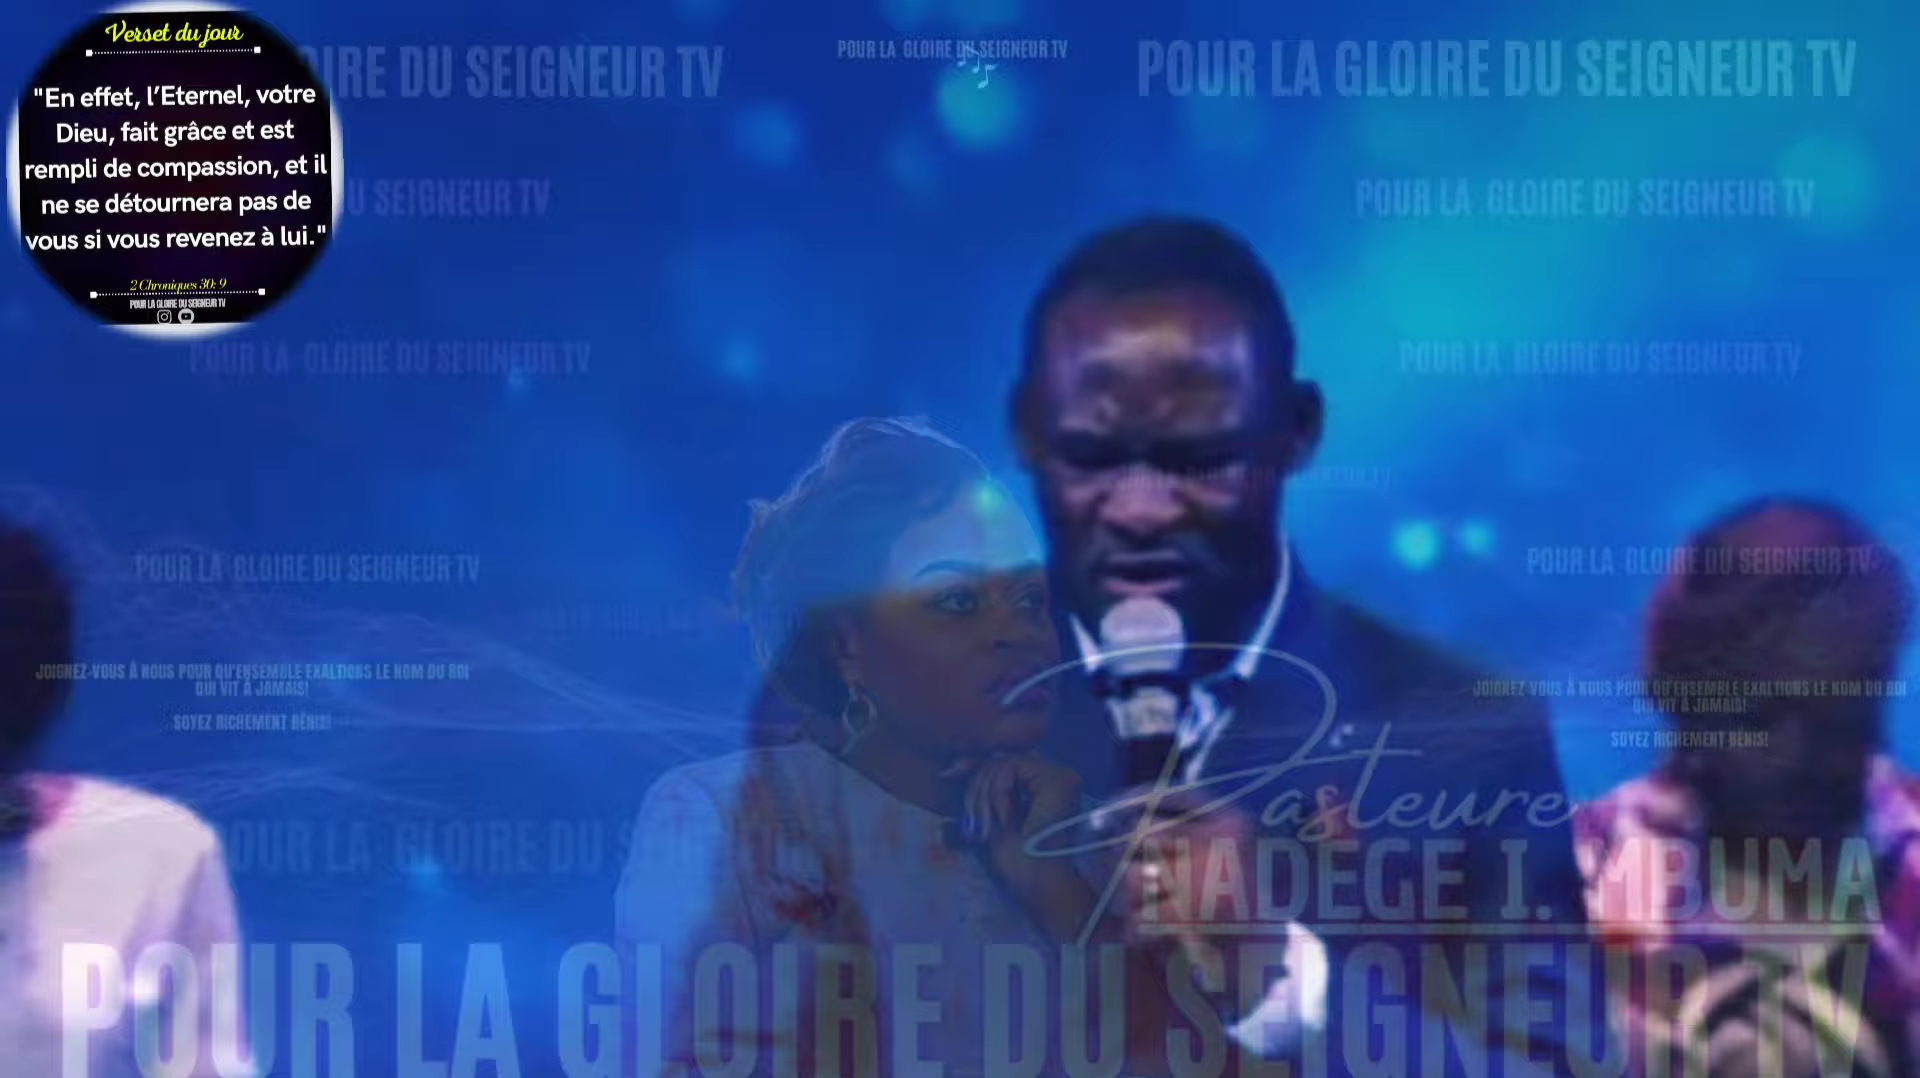 Verset du jour
"En effet, l’Eternel, votre
Dieu, fait grâce et est
rempli de compassion, et il
ne se détournera pas de
vous si vous revenez à lui."
2 Chroniques 30: 9
POUR LA GLOIRE DU SEIGNEUR TV
IRE DU SEIGNEUR TV
POUR LA GLOIRE DU SEIGNEUR TV
POUR LA GLOIRE DU SEIGNEUR TV
U SEIGNEUR TV
POUR LA GLOIRE DU SEIGNEUR TV
POUR LA GLOIRE DU SEIGNEUR TV
POUR LA GLOIRE DU SEIGNEUR TV
POUR LA GLOIRE DU SEIGNEUR TV
POUR LA GLOIRE DU SEIGNEUR TV
JOIGNEZ-VOUS À NOUS POUR QU'ENSEMBLE EXALTIONS LE NOM DU ROI
QUI VIT À JAMAIS!
SOYEZ RICHEMENT BÉNIS!
JOIGNEZ-VOUS À NOUS POUR QU'ENSEMBLE EXALTIONS LE NOM DU ROI
QUI VIT À JAMAIS!
SOYEZ RICHEMENT BÉNIS!
Pasteure
NADEGE I. MBUMA
POUR LA GLOIRE DU
POUR LA GLOIRE DU SEIGNEUR TV